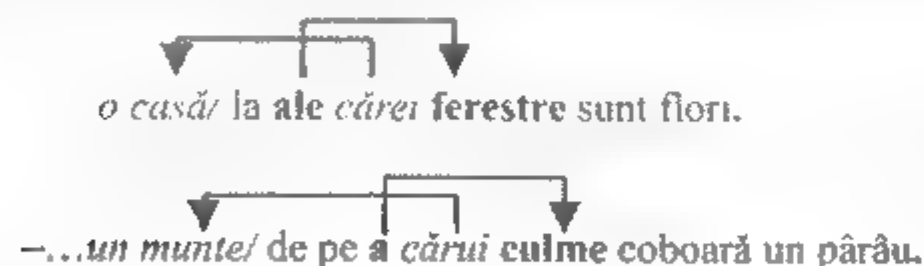 o casă/ la ale cărei ferestre sunt flori.
–...un munte/ de pe a cărui culme coboară un pârâu.